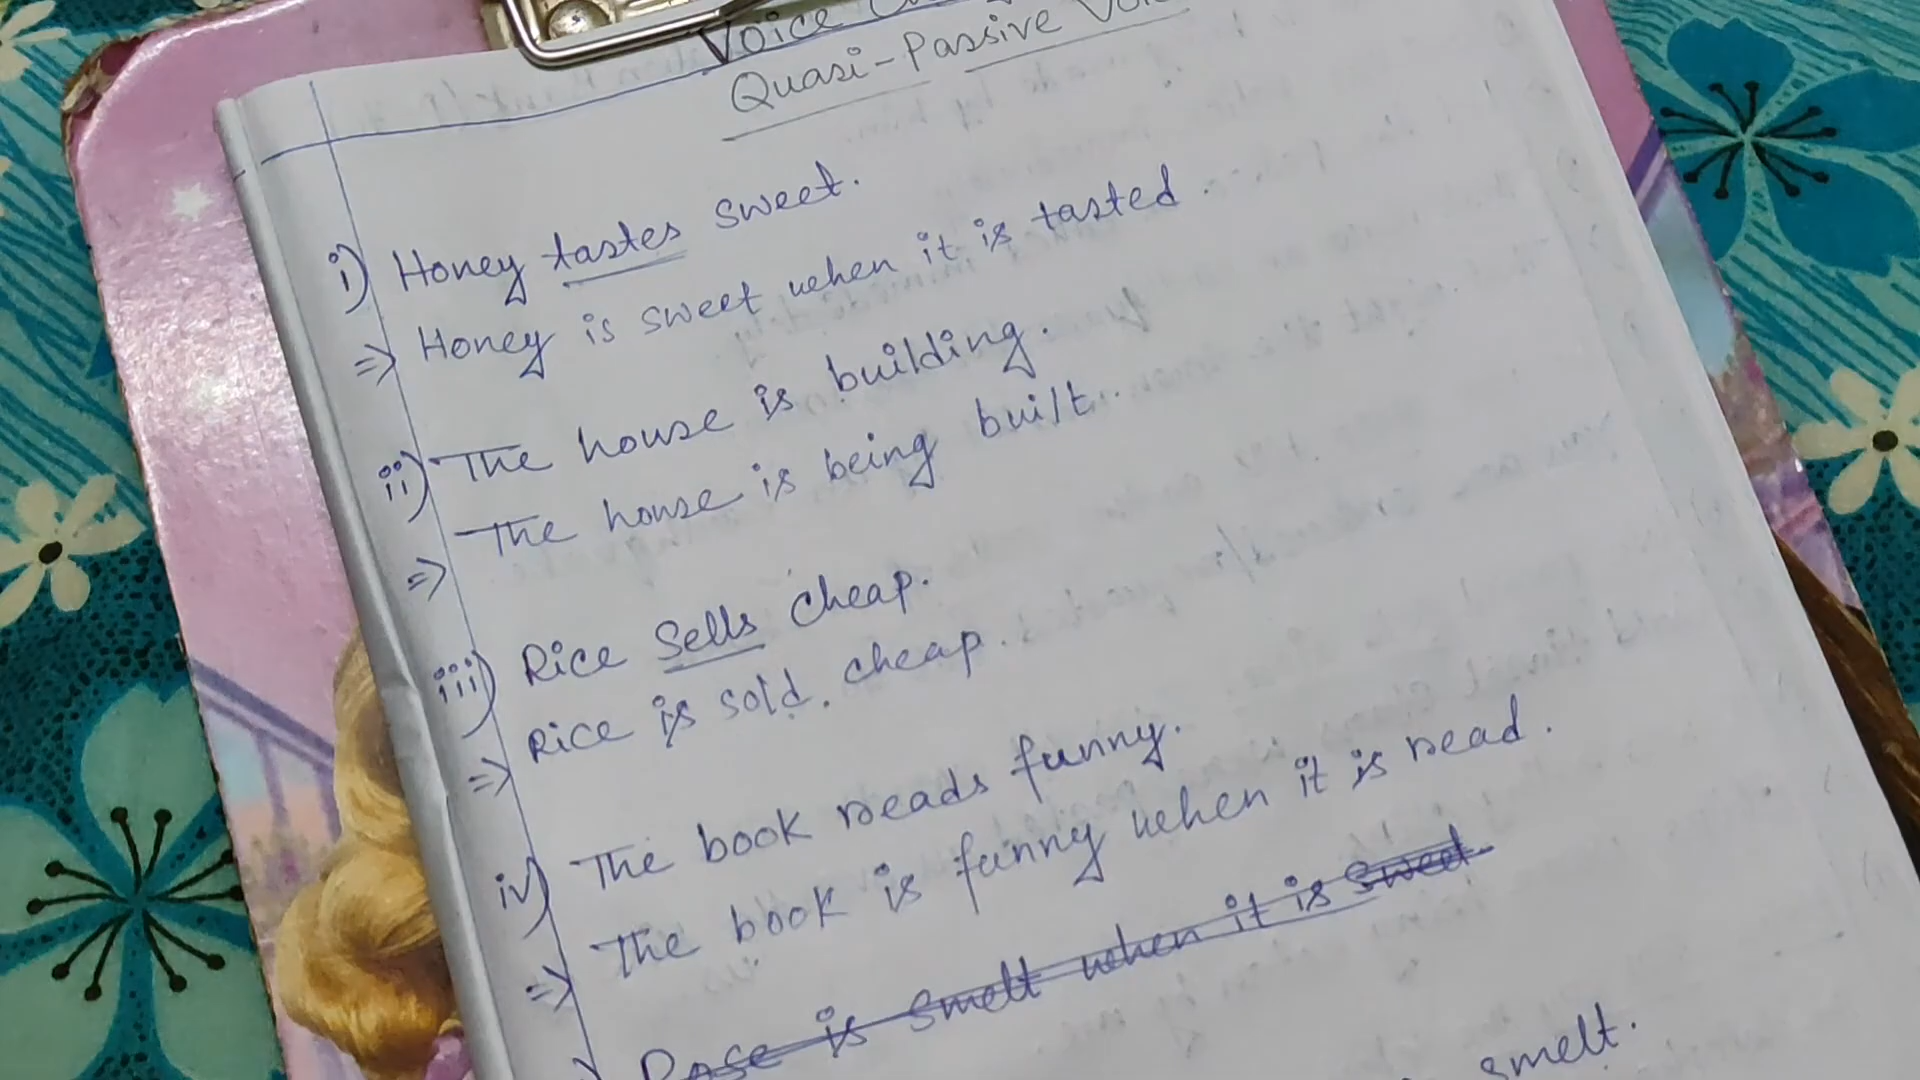 Voice
Quasi-Passive Voi
i) Honey tastes sweet.
=> Honey is sweet when it is tasted.
ii) The house is building.
=> The house is being built.
iii) Rice Sells cheap.
=> Rice is sold cheap.
iv) The book reads funny.
=> The book is funny when it is read.
Rose is smelt when it is sweet.
smelt.